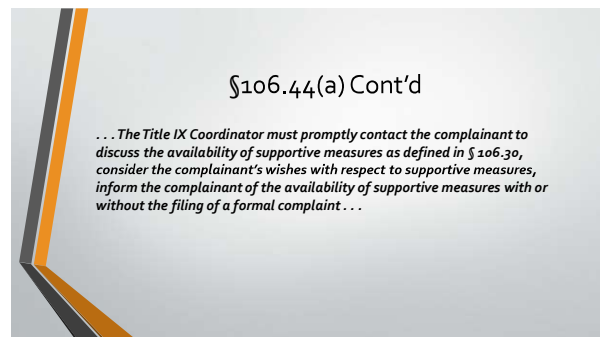 §106.44(a) Cont’d
. . . The Title IX Coordinator must promptly contact the complainant to
discuss the availability of supportive measures as defined in § 106.30,
consider the complainant’s wishes with respect to supportive measures,
inform the complainant of the availability of supportive measures with or
without the filing of a formal complaint . . .